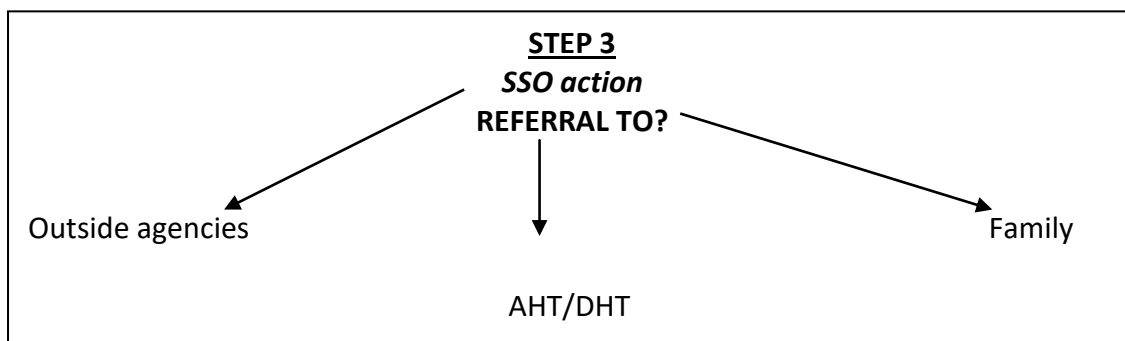 STEP 3
SSO action
REFERRAL TO?
Outside agencies
Family
AHT/DHT